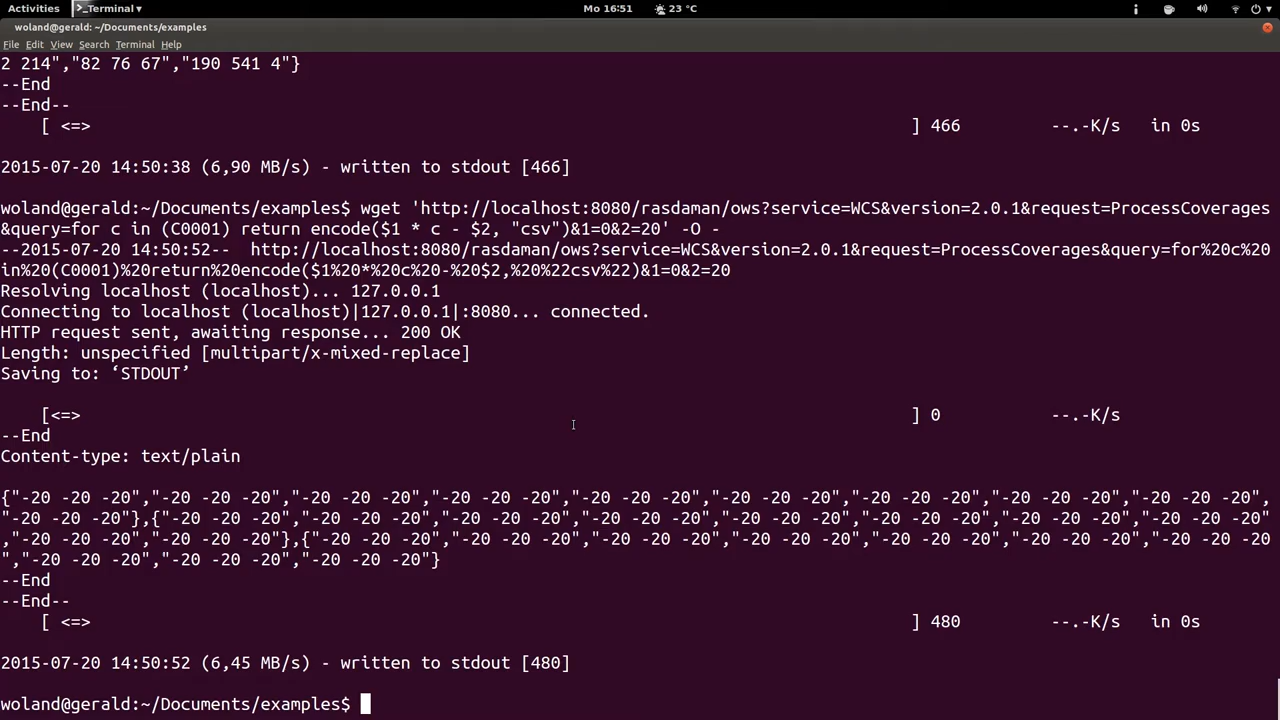 Activities
Terminal
Mo 16:51
23 °C
woland@gerald: ~/Documents/examples
File Edit View Search Terminal Help
2 214","82 76 67","190 541 4"}
--End
--End--
[ <=> ] 466 --.-K/s in 0s
2015-07-20 14:50:38 (6,90 MB/s) - written to stdout [466]
woland@gerald:~/Documents/examples$ wget 'http://localhost:8080/rasdaman/ows?service=WCS&version=2.0.1&request=ProcessCoverages
&query=for c in (C0001) return encode($1 * c - $2, "csv")&1=0&2=20' -O -
--2015-07-20 14:50:52-- http://localhost:8080/rasdaman/ows?service=WCS&version=2.0.1&request=ProcessCoverages&query=for%20c%20
in%20(C0001)%20return%20encode($1%20*%20c%20-%20$2,%20%22csv%22)&1=0&2=20
Resolving localhost (localhost)... 127.0.0.1
Connecting to localhost (localhost)|127.0.0.1|:8080... connected.
HTTP request sent, awaiting response... 200 OK
Length: unspecified [multipart/x-mixed-replace]
Saving to: ‘STDOUT’
[<=> ] 0 --.-K/s
--End
Content-type: text/plain
{"-20 -20 -20","-20 -20 -20","-20 -20 -20","-20 -20 -20","-20 -20 -20","-20 -20 -20","-20 -20 -20","-20 -20 -20","-20 -20 -20",
"-20 -20 -20"},{"-20 -20 -20","-20 -20 -20","-20 -20 -20","-20 -20 -20","-20 -20 -20","-20 -20 -20","-20 -20 -20","-20 -20 -20"
,"-20 -20 -20","-20 -20 -20"},{"-20 -20 -20","-20 -20 -20","-20 -20 -20","-20 -20 -20","-20 -20 -20","-20 -20 -20","-20 -20 -20
","-20 -20 -20","-20 -20 -20","-20 -20 -20"}
--End
--End--
[ <=> ] 480 --.-K/s in 0s
2015-07-20 14:50:52 (6,45 MB/s) - written to stdout [480]
woland@gerald:~/Documents/examples$